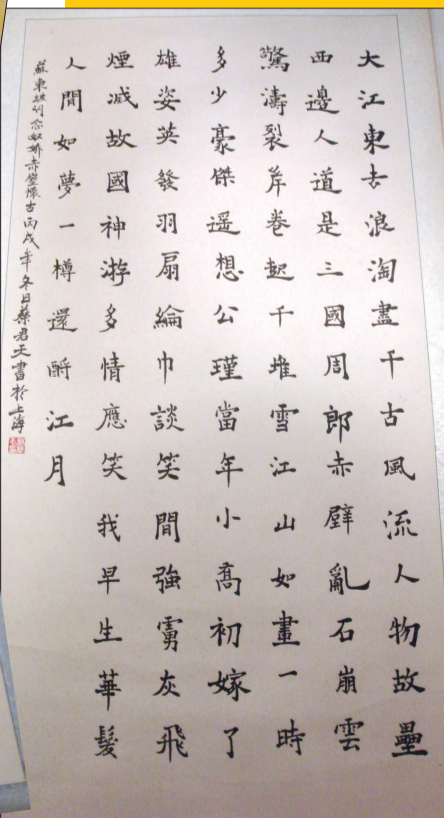 大江東去浪淘盡千古風流人物故壘
西邊人道是三國周郎赤壁亂石崩雲
驚濤裂岸卷起千堆雪江山如畫一時
多少豪傑遥想公瑾當年小喬初嫁了
雄姿英發羽扇綸巾談笑間強虜灰飛
煙滅故國神游多情應笑我早生華髮
人間如夢一樽還酹江月
蘇東坡詞念奴嬌赤壁懷古丙戌年冬日蔡君天書於上海